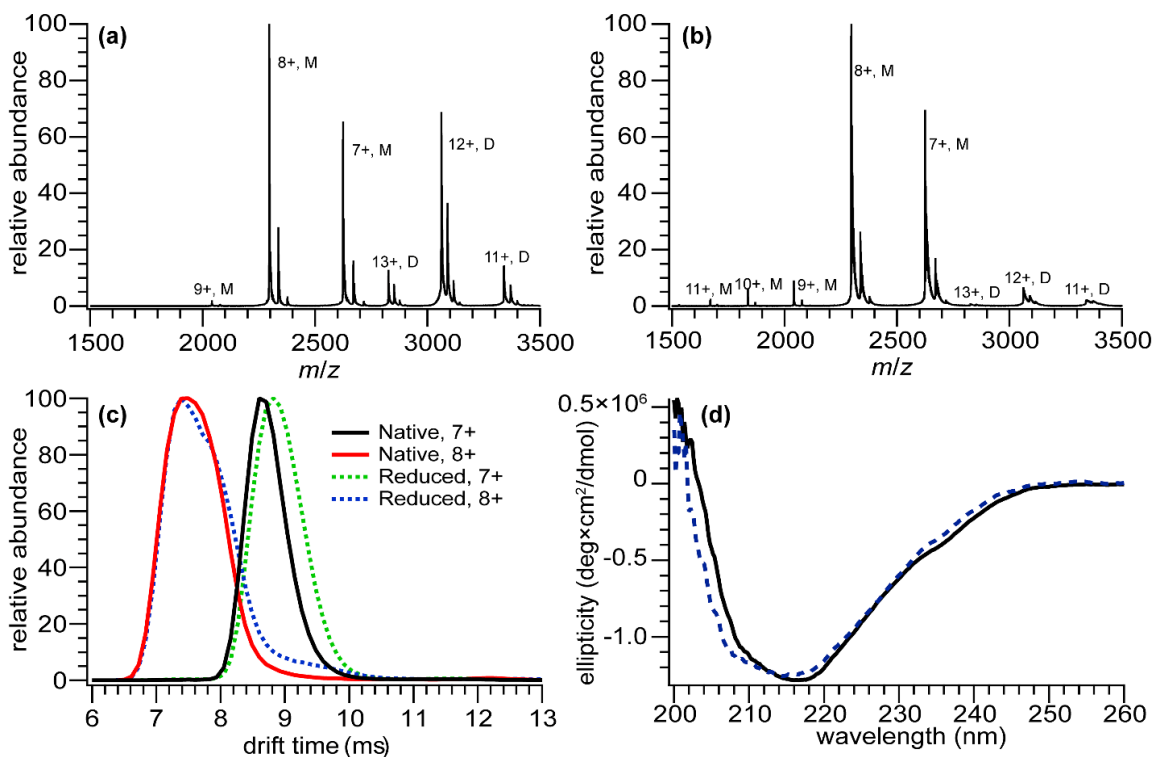 (a)
relative abundance
100
80
60
40
20
0
9+, M
8+, M
7+, M
13+, D
12+, D
11+, D
1500 2000 2500 3000 3500
m/z
(b)
relative abundance
100
80
60
40
20
0
11+, M
10+, M
9+, M
8+, M
7+, M
13+, D
12+, D
11+, D
1500 2000 2500 3000 3500
m/z
(c)
relative abundance
100
80
60
40
20
0
Native, 7+
Native, 8+
Reduced, 7+
Reduced, 8+
6 7 8 9 10 11 12 13
drift time (ms)
(d)
ellipticity (deg×cm²/dmol)
0.5×10⁶
0
-0.5
-1.0
200 210 220 230 240 250 260
wavelength (nm)